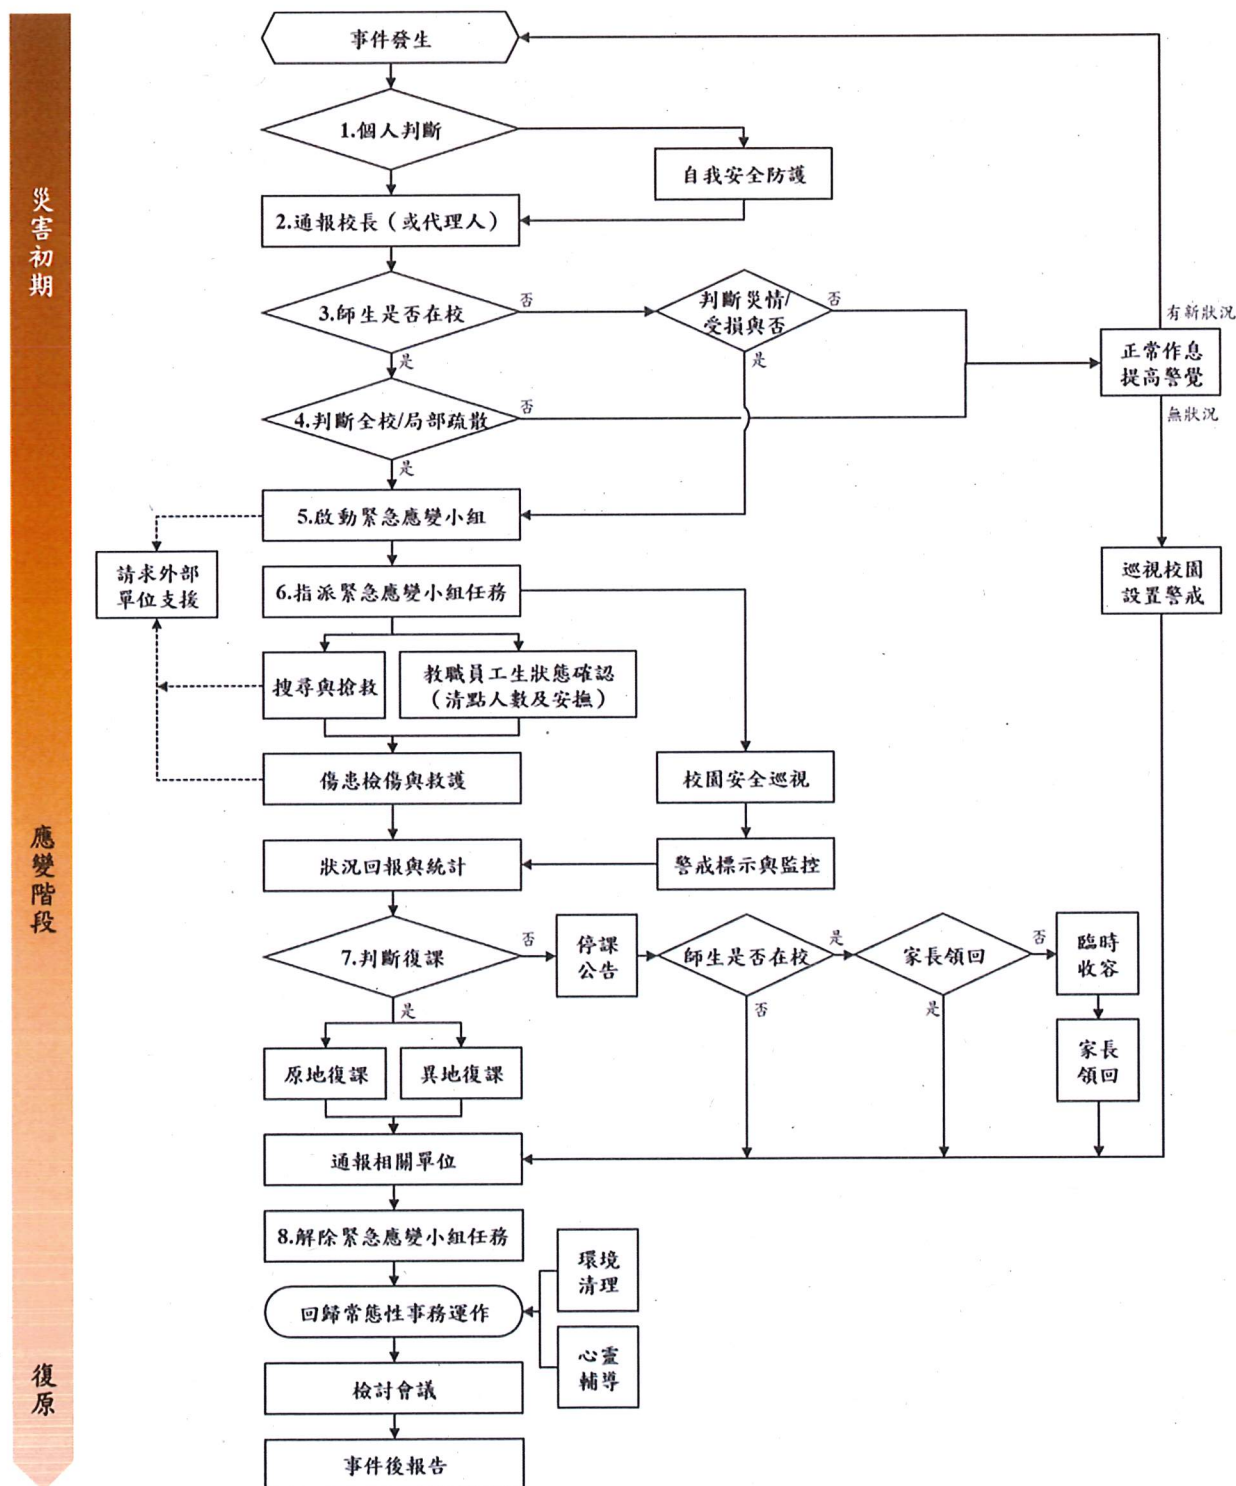 災害初期
應變階段
復原
事件發生
1.個人判斷
自我安全防護
2.通報校長（或代理人）
3.師生是否在校
否
是
判斷災情/
受損與否
否
是
有新狀況
正常作息
提高警覺
無狀況
4.判斷全校/局部疏散
否
是
5.啟動緊急應變小組
請求外部
單位支援
巡視校園
設置警戒
6.指派緊急應變小組任務
搜尋與搶救
教職員工生狀態確認
（清點人數及安撫）
傷患檢傷與救護
校園安全巡視
狀況回報與統計
警戒標示與監控
7.判斷復課
否
是
停課
公告
師生是否在校
是
否
家長領回
否
是
臨時
收容
家長
領回
原地復課
異地復課
通報相關單位
8.解除緊急應變小組任務
環境
清理
回歸常態性事務運作
心靈
輔導
檢討會議
事件後報告